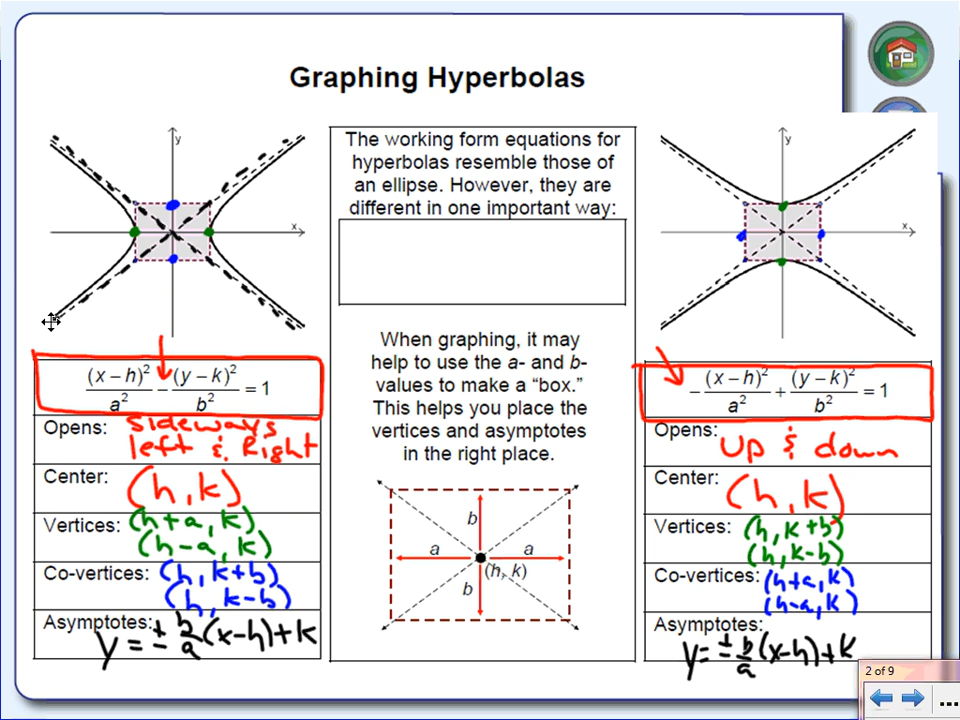 Graphing Hyperbolas
y
x
(x – h)² / a² – (y – k)² / b² = 1
Opens: Sideways
left & Right
Center: (h, k)
Vertices: (h+a, k)
(h-a, k)
Co-vertices: (h, k+b)
(h, k-b)
Asymptotes:
y = ± b/a (x-h)+k
The working form equations for
hyperbolas resemble those of
an ellipse. However, they are
different in one important way:
When graphing, it may
help to use the a- and b-
values to make a “box.”
This helps you place the
vertices and asymptotes
in the right place.
b
a a
(h, k)
b
y
x
– (x – h)² / a² + (y – k)² / b² = 1
Opens: Up & down
Center: (h, k)
Vertices: (h, k+b)
(h, k-b)
Co-vertices: (h+a, k)
(h-a, k)
Asymptotes:
y = ± b/a (x-h)+k
2 of 9